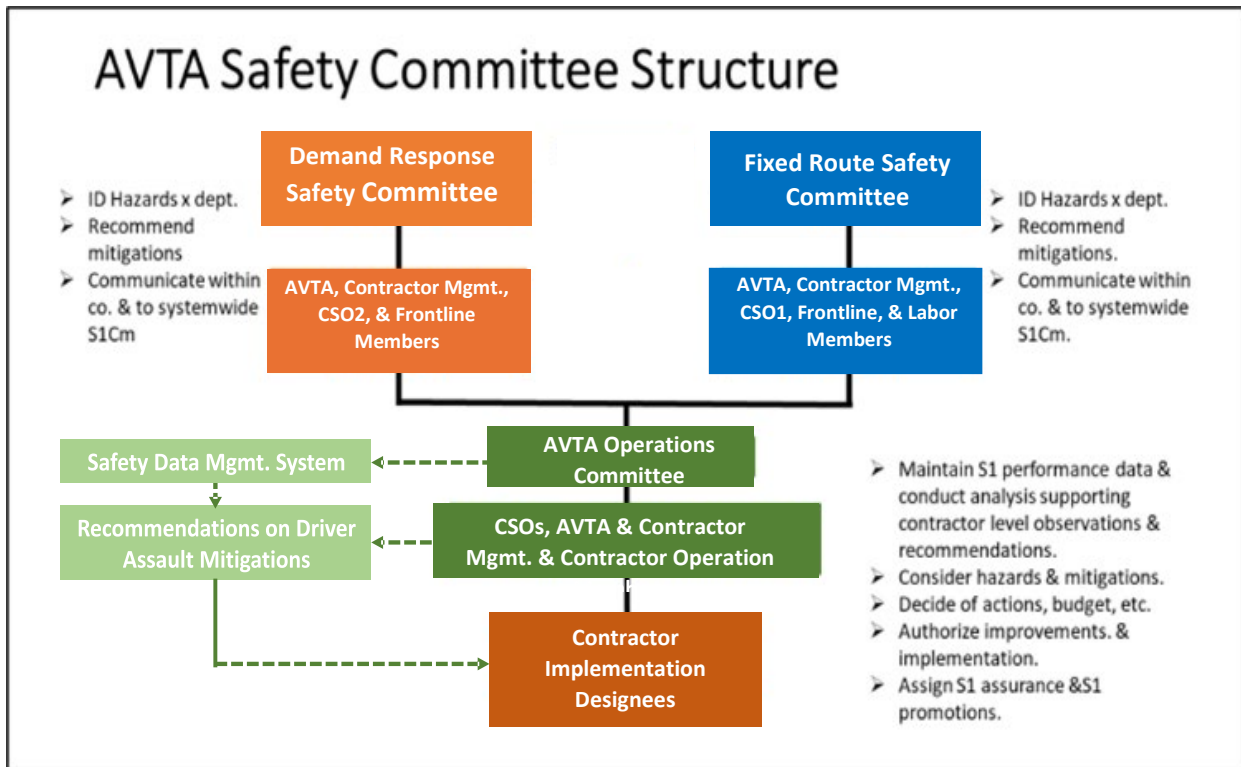 AVTA Safety Committee Structure
Demand Response
Safety Committee
Fixed Route Safety
Committee
➢ ID Hazards x dept.
➢ Recommend
mitigations
➢ Communicate within
co. & to systemwide
S1Cm
AVTA, Contractor Mgmt.,
CSO2, & Frontline
Members
AVTA, Contractor Mgmt.,
CSO1, Frontline, & Labor
Members
➢ ID Hazards x dept.
➢ Recommend
mitigations.
➢ Communicate within
co. & to systemwide
S1Cm.
Safety Data Mgmt. System
AVTA Operations
Committee
Recommendations on Driver
Assault Mitigations
CSOs, AVTA & Contractor
Mgmt. & Contractor Operation
Contractor
Implementation
Designees
➢ Maintain S1 performance data &
conduct analysis supporting
contractor level observations &
recommendations.
➢ Consider hazards & mitigations.
➢ Decide of actions, budget, etc.
➢ Authorize improvements. &
implementation.
➢ Assign S1 assurance &S1
promotions.